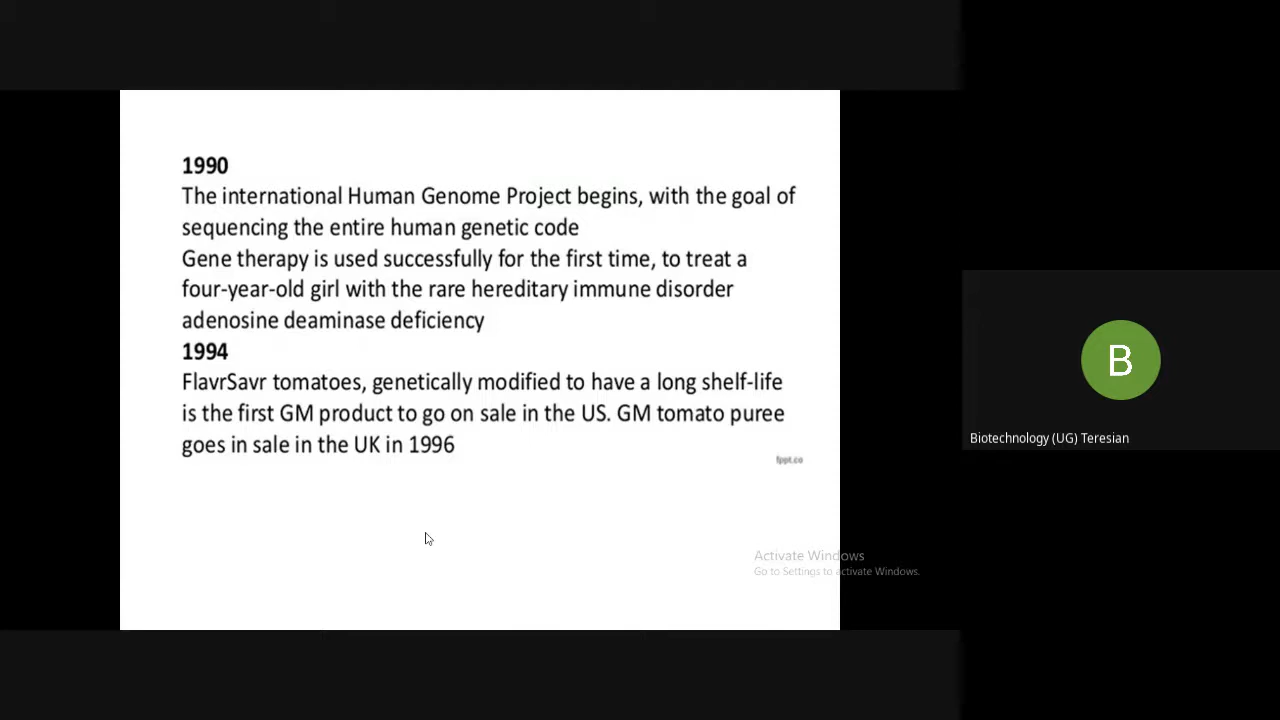 1990
The international Human Genome Project begins, with the goal of
sequencing the entire human genetic code
Gene therapy is used successfully for the first time, to treat a
four-year-old girl with the rare hereditary immune disorder
adenosine deaminase deficiency
1994
FlavrSavr tomatoes, genetically modified to have a long shelf-life
is the first GM product to go on sale in the US. GM tomato puree
goes in sale in the UK in 1996
fppt.co
Activate Windows
Go to Settings to activate Windows.
B
Biotechnology (UG) Teresian